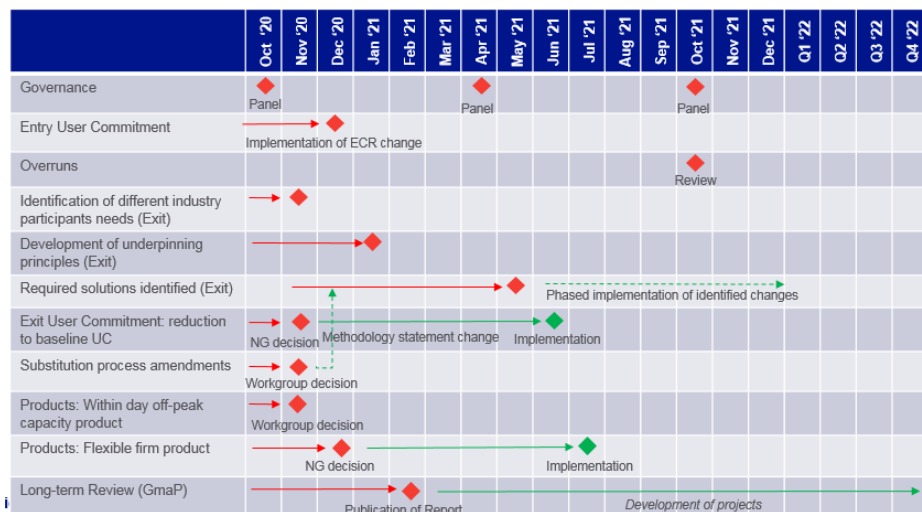 Oct '20 Nov '20 Dec '20 Jan '21 Feb '21 Mar '21 Apr '21 May '21 Jun '21 Jul '21 Aug '21 Sep '21 Oct '21 Nov '21 Dec '21 Q1 '22 Q2 '22 Q3 '22 Q4 '22
Governance
Panel Panel Panel
Entry User Commitment
Implementation of ECR change
Overruns
Review
Identification of different industry
participants needs (Exit)
Development of underpinning
principles (Exit)
Required solutions identified (Exit)
Phased implementation of identified changes
Exit User Commitment: reduction
to baseline UC
NG decision Methodology statement change Implementation
Substitution process amendments
Workgroup decision
Products: Within day off-peak
capacity product
Workgroup decision
Products: Flexible firm product
NG decision Implementation
Long-term Review (GmaP)
Publication of Report Development of projects